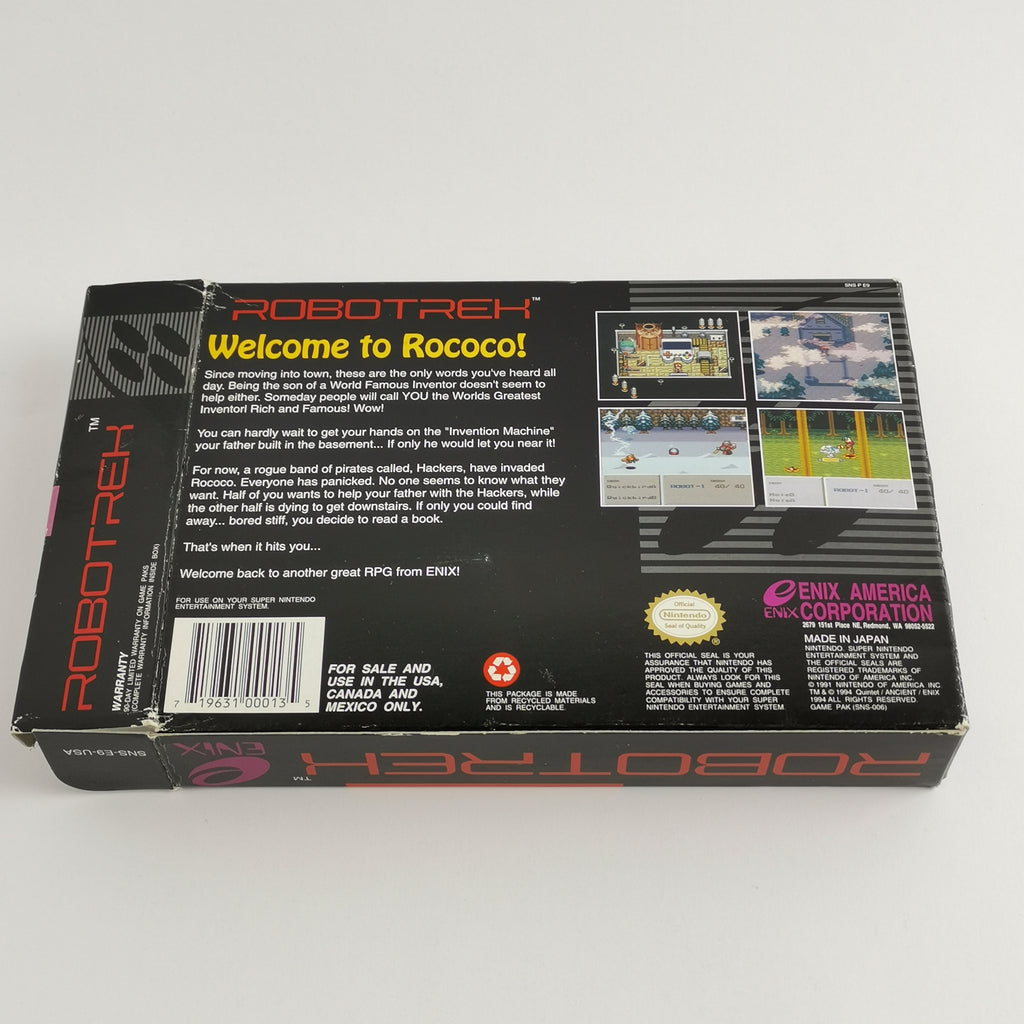 SNS P E9
ROBOTREK™
Welcome to Rococo!
Since moving into town, these are the only words you've heard all
day. Being the son of a World Famous Inventor doesn't seem to
help either. Someday people will call YOU the Worlds Greatest
Inventor! Rich and Famous! Wow!
You can hardly wait to get your hands on the "Invention Machine"
your father built in the basement... If only he would let you near it!
For now, a rogue band of pirates called, Hackers, have invaded
Rococo. Everyone has panicked. No one seems to know what they
want. Half of you wants to help your father with the Hackers, while
the other half is dying to get downstairs. If only you could find
away... bored stiff, you decide to read a book.
That's when it hits you...
Welcome back to another great RPG from ENIX!
FOR USE ON YOUR SUPER NINTENDO
ENTERTAINMENT SYSTEM.
7 19631 00013 5
FOR SALE AND
USE IN THE USA,
CANADA AND
MEXICO ONLY.
THIS PACKAGE IS MADE
FROM RECYCLED MATERIALS
AND IS RECYCLABLE.
ROBOT-1 40/ 40
ROBOT-1 40/ 40
Official
Nintendo
Seal of Quality
®
THIS OFFICIAL SEAL IS YOUR
ASSURANCE THAT NINTENDO HAS
APPROVED THE QUALITY OF THIS
PRODUCT. ALWAYS LOOK FOR THIS
SEAL WHEN BUYING GAMES AND
ACCESSORIES TO ENSURE COMPLETE
COMPATIBILITY WITH YOUR SUPER
NINTENDO ENTERTAINMENT SYSTEM.
ENIX
ENIX AMERICA
CORPORATION
2679 151st Place NE, Redmond, WA 98052-5522
MADE IN JAPAN
NINTENDO, SUPER NINTENDO
ENTERTAINMENT SYSTEM AND
THE OFFICIAL SEALS ARE
REGISTERED TRADEMARKS OF
NINTENDO OF AMERICA INC.
© 1991 NINTENDO OF AMERICA INC
TM & © 1994 Quintet / ANCIENT / ENIX
1994 ALL RIGHTS RESERVED.
GAME PAK (SNS-006)
ROBOTREK™
WARRANTY
90-DAY LIMITED WARRANTY ON GAME PAKS
(COMPLETE WARRANTY INFORMATION INSIDE BOX)
ROBOTREK™
ENIX
SNS-E9-USA